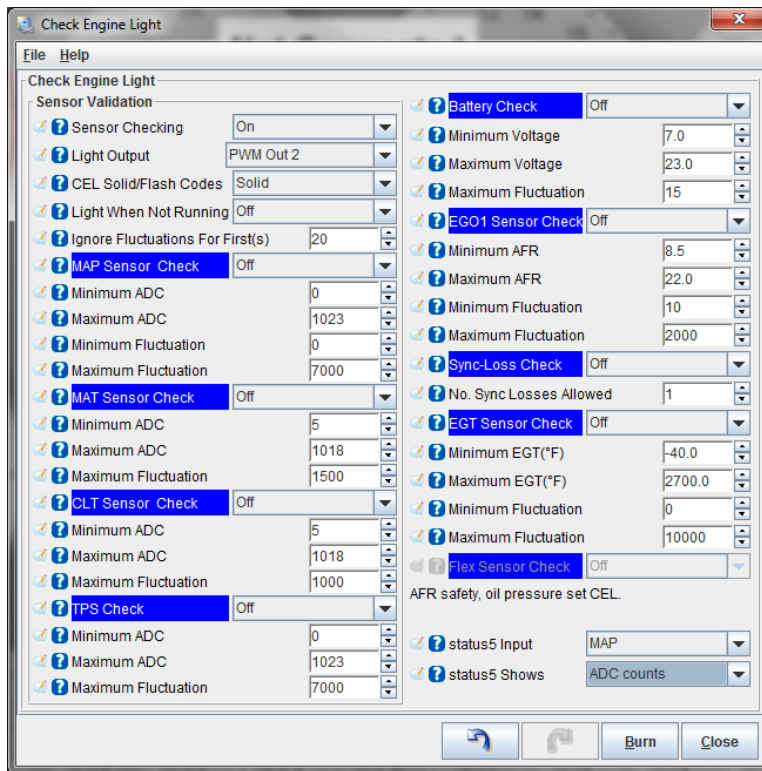 Check Engine Light
File Help
Check Engine Light
Sensor Validation
Sensor Checking On
Light Output PWM Out 2
CEL Solid/Flash Codes Solid
Light When Not Running Off
Ignore Fluctuations For First(s) 20
MAP Sensor Check Off
Minimum ADC 0
Maximum ADC 1023
Minimum Fluctuation 0
Maximum Fluctuation 7000
MAT Sensor Check Off
Minimum ADC 5
Maximum ADC 1018
Maximum Fluctuation 1500
CLT Sensor Check Off
Minimum ADC 5
Maximum ADC 1018
Maximum Fluctuation 1000
TPS Check Off
Minimum ADC 0
Maximum ADC 1023
Maximum Fluctuation 7000
Battery Check Off
Minimum Voltage 7.0
Maximum Voltage 23.0
Maximum Fluctuation 15
EGO1 Sensor Check Off
Minimum AFR 8.5
Maximum AFR 22.0
Minimum Fluctuation 10
Maximum Fluctuation 2000
Sync-Loss Check Off
No. Sync Losses Allowed 1
EGT Sensor Check Off
Minimum EGT(°F) -40.0
Maximum EGT(°F) 2700.0
Minimum Fluctuation 0
Maximum Fluctuation 10000
Flex Sensor Check Off
AFR safety, oil pressure set CEL.
status5 Input MAP
status5 Shows ADC counts
Burn Close